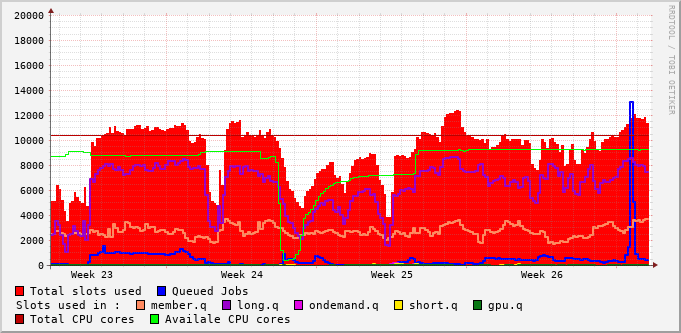 20000
18000
16000
14000
12000
10000
8000
6000
4000
2000
0
Week 23 Week 24 Week 25 Week 26
RRDTOOL / TOBI OETIKER
Total slots used Queued Jobs
Slots used in : member.q long.q ondemand.q short.q gpu.q
Total CPU cores Availale CPU cores